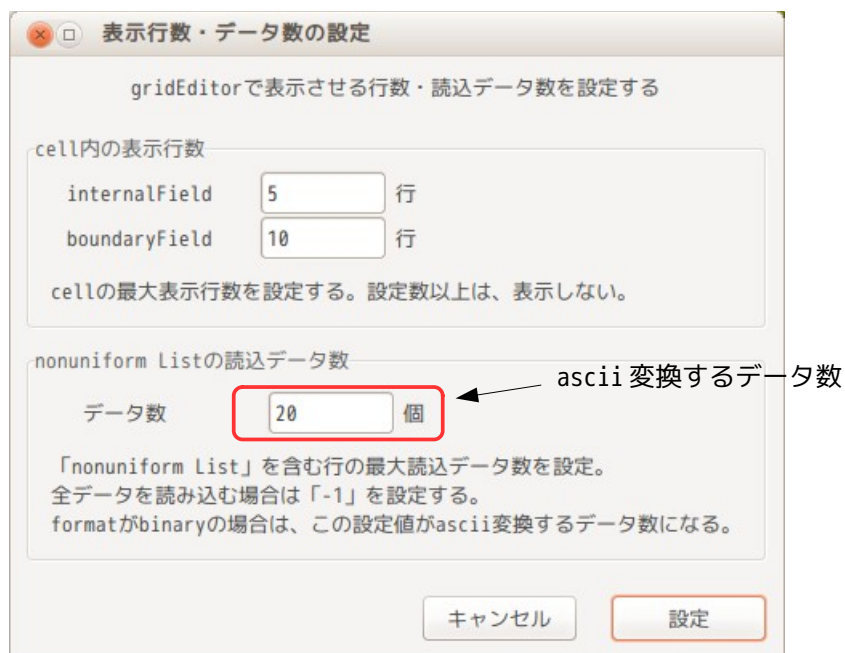 表示行数・データ数の設定
gridEditorで表示させる行数・読込データ数を設定する
cell内の表示行数
internalField 5 行
boundaryField 10 行
cellの最大表示行数を設定する。設定数以上は、表示しない。
nonuniform Listの読込データ数
ascii 変換するデータ数
データ数 20 個
「nonuniform List」を含む行の最大読込データ数を設定。
全データを読み込む場合は「-1」を設定する。
formatがbinaryの場合は、この設定値がascii変換するデータ数になる。
キャンセル 設定